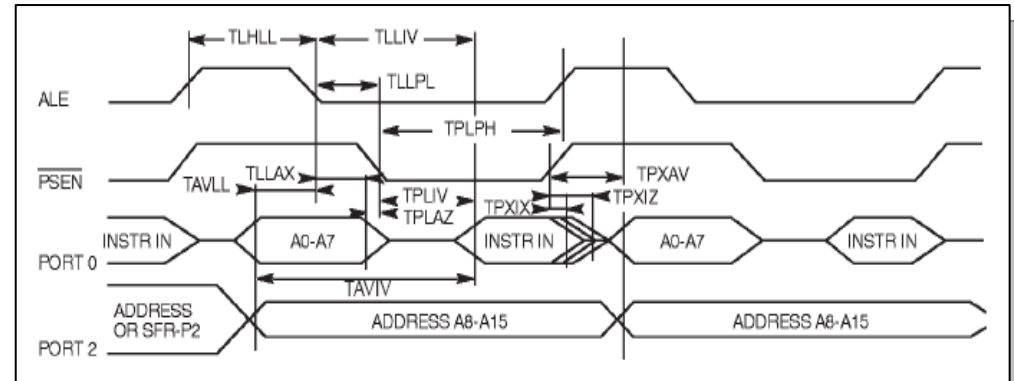 TLHLL TLLIV
TLLPL
ALE
TPLPH
PSEN
TLLAX
TPXAV
TAVLL
TPLIV
TPXIZ
TPLAZ
TPXIX
INSTR IN A0-A7 INSTR IN A0-A7 INSTR IN
PORT 0
TAVIV
ADDRESS
OR SFR-P2
ADDRESS A8-A15 ADDRESS A8-A15
PORT 2